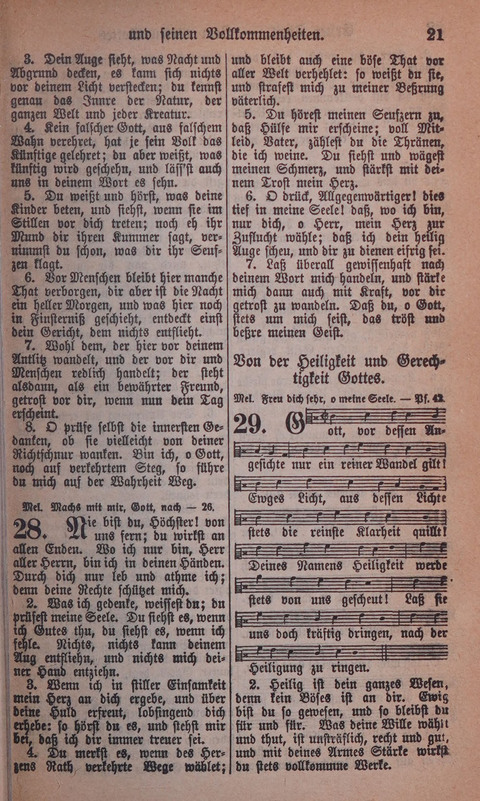 und seinen Vollkommenheiten. 21
3. Dein Auge sieht, was Nacht und
Abgrund decken, es kann sich nichts
vor deinem Licht verstecken; du kennst
genau das Innre der Natur, der
ganzen Welt und jeder Kreatur.
4. Kein falscher Gott, aus falschem
Wahn verehret, hat je sein Volk das
Künftige gelehret; du aber weißt, was
künftig wird geschehn, und läss'st auch
uns in deinem Wort es sehn.
5. Du weißt und hörst, was deine
Kinder beten, und siehst, wenn sie im
Stillen vor dich treten; noch eh ihr
Mund dir ihren Kummer sagt, ver-
nimmst du schon, was dir ihr Seuf-
zen klagt.
6. Vor Menschen bleibt hier manche
That verborgen, dir aber ist die Nacht
ein heller Morgen, und was hier noch
in Finsterniß geschieht, entdeckt einst
dein Gericht, dem nichts entflieht.
7. Wohl dem, der hier vor deinem
Antlitz wandelt, und der vor dir und
Menschen redlich handelt; der steht
alsdann, als ein bewährter Freund,
getrost vor dir, wenn nun dein Tag
erscheint.
8. O prüfe selbst die innersten Ge-
danken, ob sie vielleicht von deiner
Richtschnur wanken. Bin ich, o Gott,
noch auf verkehrtem Steg, so führe
du mich auf der Wahrheit Weg.
Mel. Machs mit mir, Gott, nach — 26.
28. Nie bist du, Höchster! von
uns fern; du wirkst an
allen Enden. Wo ich nur bin, Herr
aller Herrn, bin ich in deinen Händen.
Durch dich nur leb und athme ich;
denn deine Rechte schützet mich.
2. Was ich gedenke, weissest du; du
prüfest meine Seele. Du siehst es, wenn
ich Gutes thu, du siehst es, wenn ich
fehle. Nichts, nichts kann deinem
Aug entfliehn, und nichts mich dei-
ner Hand entziehn.
3. Wenn ich in stiller Einsamkeit
mein Herz an dich ergebe, und über
deine Huld erfreut, lobsingend dich
erhebe: so hörst du es, und stehst mir
bei, daß ich dir immer treuer sei.
4. Du merkst es, wenn des Her-
zens Rath verkehrte Wege wählet;
und bleibt auch eine böse That vor
aller Welt verhehlet: so weißt du sie,
und strafest mich zu meiner Beßrung
väterlich.
5. Du hörest meinen Seufzern zu,
daß Hülfe mir erscheine; voll Mit-
leid, Vater, zählest du die Thränen,
die ich weine. Du siehst und wägest
meinen Schmerz, und stärkst mit dei-
nem Trost mein Herz.
6. O drück, Allgegenwärtiger! dies
tief in meine Seele! daß, wo ich bin,
nur dich, o Herr, mein Herz zur
Zuflucht wähle; daß ich dein heilig
Auge scheu, und dir zu dienen eifrig sei.
7. Laß überall gewissenhaft nach
deinem Wort mich handeln, und stärke
mich dann auch mit Kraft, vor dir
getrost zu wandeln. Daß du, o Gott,
stets um mich seist, das tröst und
beßre meinen Geist.
Von der Heiligkeit und Gerech-
tigkeit Gottes.
Mel. Freu dich sehr, o meine Seele. — Ps. 42.
29. Gott, vor dessen An-
gesichte nur ein reiner Wandel gilt!
Ewges Licht, aus dessen Lichte
stets die reinste Klarheit quillt!
Deines Namens Heiligkeit werde
stets von uns gescheut! Laß sie
uns doch kräftig dringen, nach der
Heiligung zu ringen.
2. Heilig ist dein ganzes Wesen,
denn kein Böses ist an dir. Ewig
bist du so gewesen, und so bleibst du
für und für. Was deine Wille wählt
und thut, ist unsträflich, recht und gut,
und mit deines Armes Stärke wirkst
du stets vollkommne Werke.